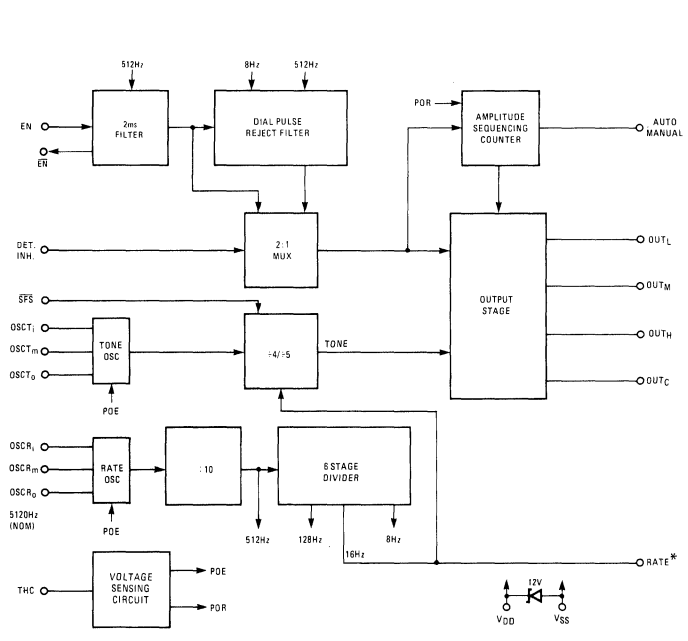 512Hz
8Hz
512Hz
EN
EN
2ms
FILTER
DIAL PULSE
REJECT FILTER
POR
AMPLITUDE
SEQUENCING
COUNTER
AUTO
MANUAL
DET.
INH.
2:1
MUX
OUTPUT
STAGE
OUTL
OUTM
OUTH
OUTC
SFS
OSCTi
OSCTm
OSCTo
TONE
OSC
POE
÷4/÷5
TONE
OSCRi
OSCRm
OSCRo
5120Hz
(NOM)
RATE
OSC
POE
:10
512Hz
6 STAGE
DIVIDER
128Hz
16Hz
8Hz
RATE*
THC
VOLTAGE
SENSING
CIRCUIT
POE
POR
12V
VDD
VSS